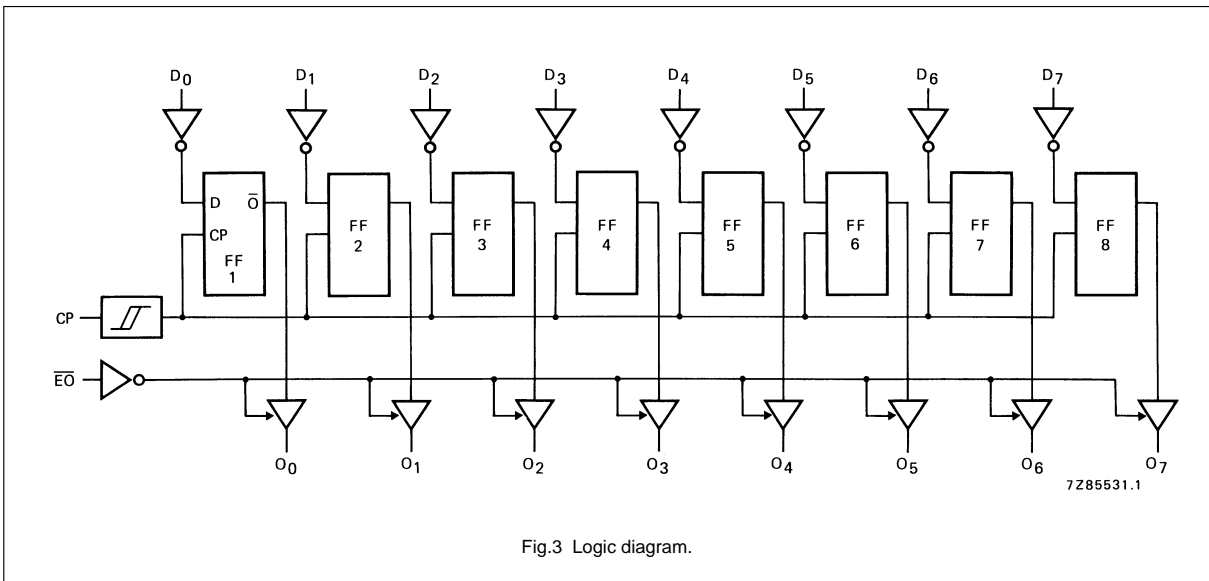 D0 D1 D2 D3 D4 D5 D6 D7
D O̅
CP
FF
1
FF
2
FF
3
FF
4
FF
5
FF
6
FF
7
FF
8
CP
E̅O̅
O0 O1 O2 O3 O4 O5 O6 O7
7Z85531.1
Fig.3 Logic diagram.